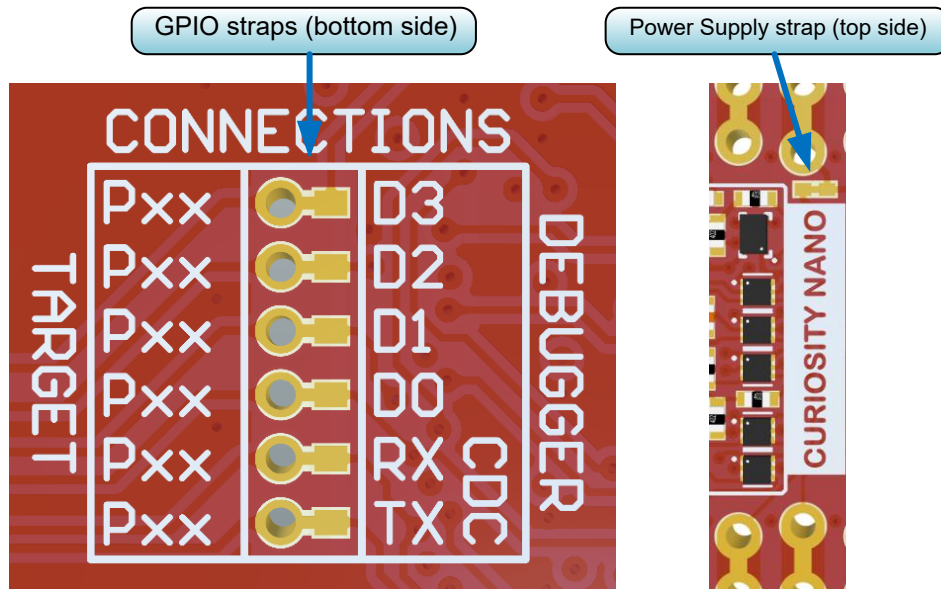 GPIO straps (bottom side)
Power Supply strap (top side)
CONNECTIONS
Pxx D3
Pxx D2
Pxx D1
Pxx D0
Pxx RX
Pxx TX
TARGET
DEBUGGER
CDC
CURIOSITY NANO